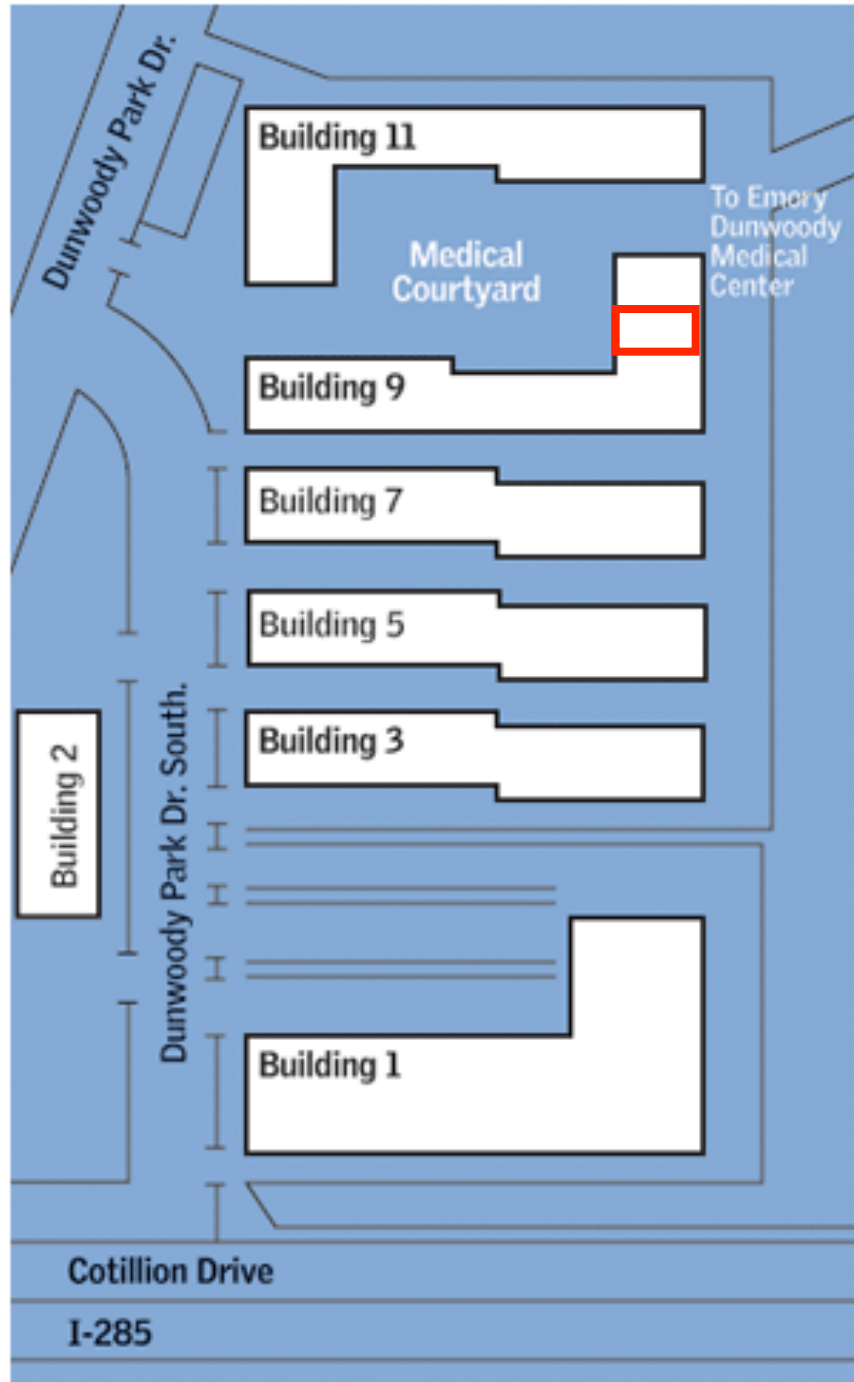 Dunwoody Park Dr.
Building 11
To Emory
Dunwoody
Medical
Center
Medical
Courtyard
Building 9
Building 7
Building 5
Building 3
Building 2
Dunwoody Park Dr. South.
Building 1
Cotillion Drive
I-285